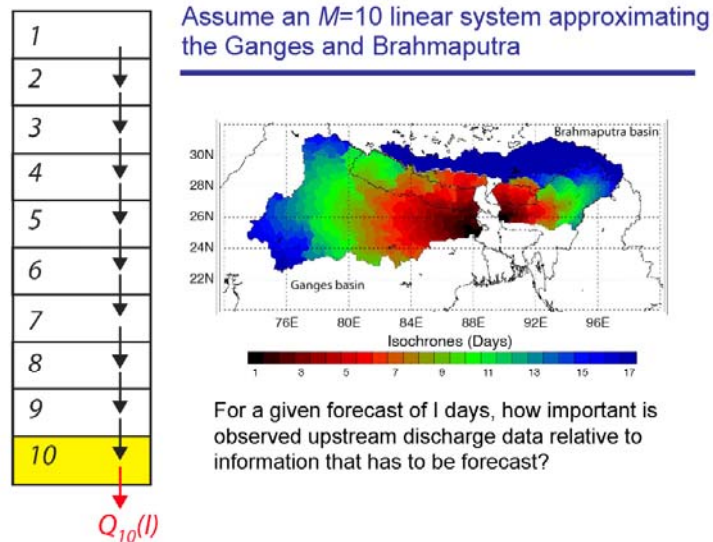 Assume an M=10 linear system approximating
the Ganges and Brahmaputra
1
2
3
4
5
6
7
8
9
10
Q10(I)
Brahmaputra basin
30N
28N
26N
24N
22N
Ganges basin
76E 80E 84E 88E 92E 96E
Isochrones (Days)
1 3 5 7 9 11 13 15 17
For a given forecast of I days, how important is
observed upstream discharge data relative to
information that has to be forecast?